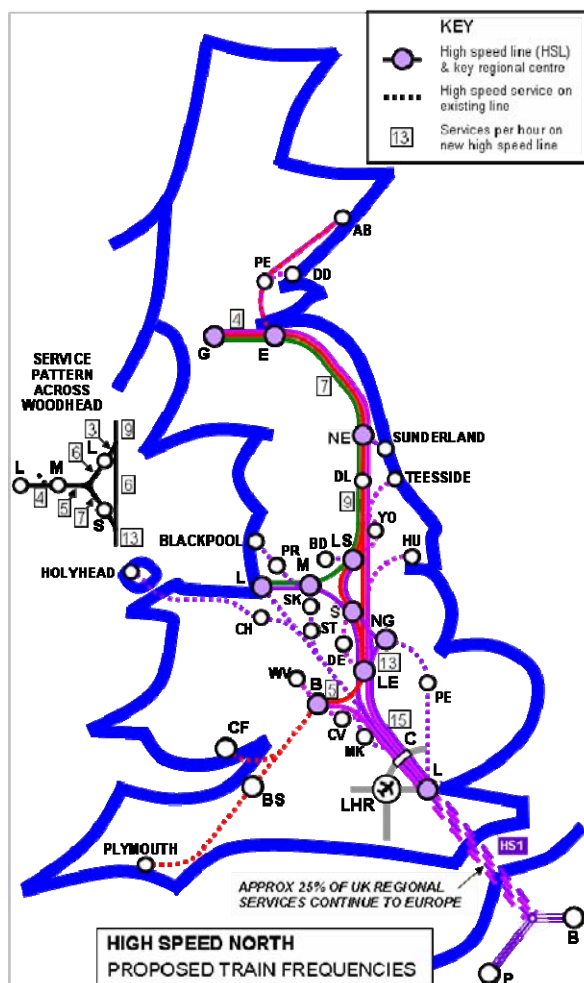 KEY
High speed line (HSL)
& key regional centre
High speed service on
existing line
13
Services per hour on
new high speed line
AB
PE
DD
4
G
E
7
SERVICE
PATTERN
ACROSS
WOODHEAD
3
9
L
6
L
M
4
5
7
6
S
13
NE
SUNDERLAND
DL
TEESSIDE
9
YO
BLACKPOOL
PR
BD
LS
HU
HOLYHEAD
L
M
SK
S
CH
ST
NG
DE
13
WV
LE
PE
B
5
15
CV
C
CF
MK
BS
LHR
L
PLYMOUTH
HS1
APPROX 25% OF UK REGIONAL
SERVICES CONTINUE TO EUROPE
B
P
HIGH SPEED NORTH
PROPOSED TRAIN FREQUENCIES